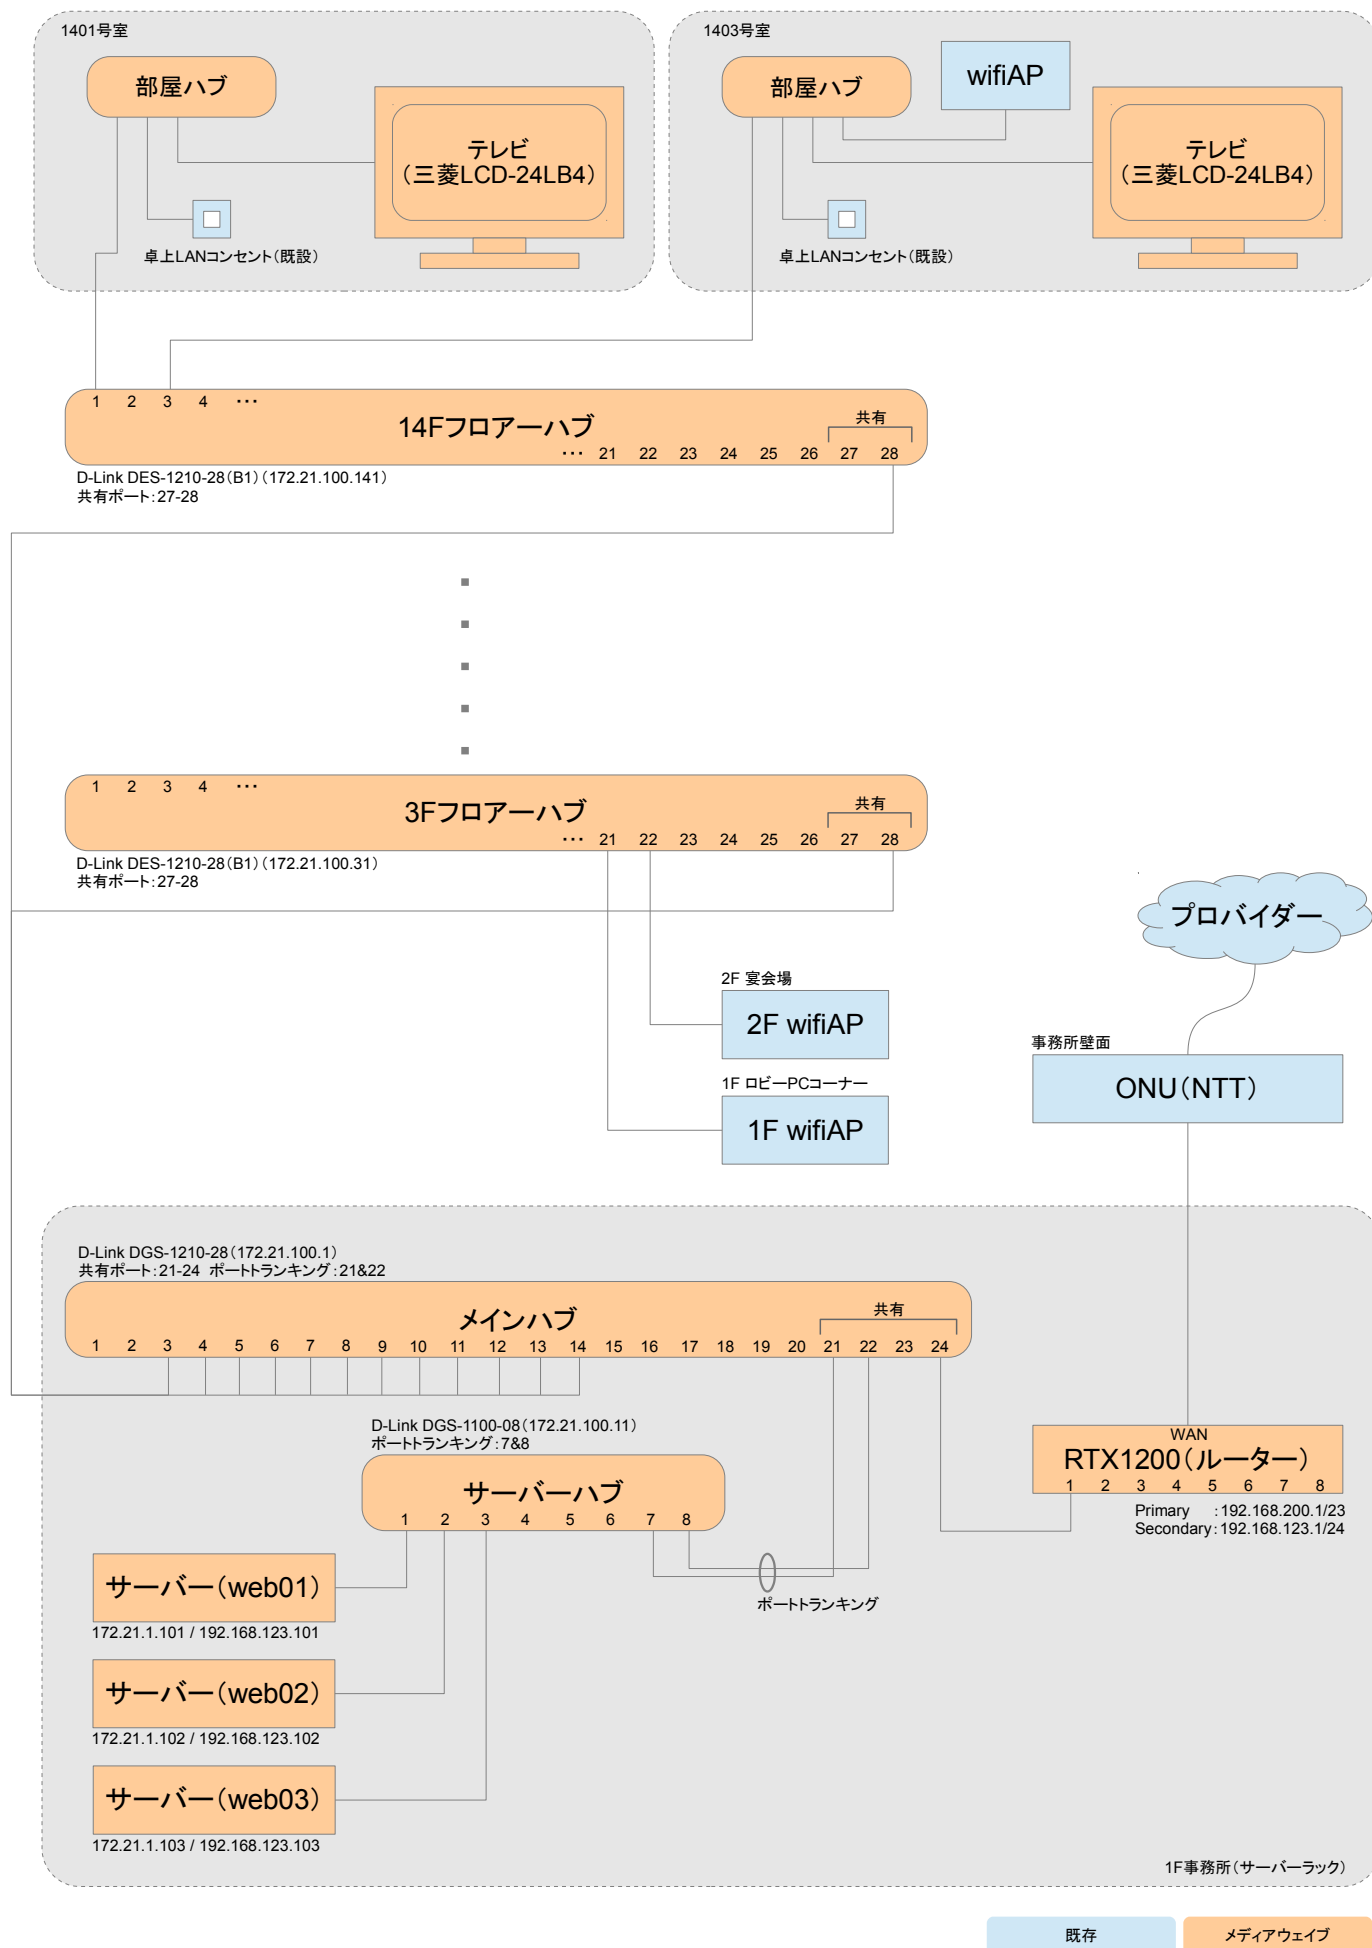 1401号室
部屋ハブ
テレビ
（三菱LCD-24LB4）
卓上LANコンセント（既設）
1403号室
部屋ハブ
wifiAP
テレビ
（三菱LCD-24LB4）
卓上LANコンセント（既設）
1 2 3 4 ･･･
14Fフロアーハブ
共有
･･･ 21 22 23 24 25 26 27 28
D-Link DES-1210-28（B1）（172.21.100.141）
共有ポート：27-28
1 2 3 4 ･･･
3Fフロアーハブ
共有
･･･ 21 22 23 24 25 26 27 28
D-Link DES-1210-28（B1）（172.21.100.31）
共有ポート：27-28
プロバイダー
2F 宴会場
2F wifiAP
事務所壁面
ONU（NTT）
1F ロビーPCコーナー
1F wifiAP
D-Link DGS-1210-28（172.21.100.1）
共有ポート：21-24 ポートトランキング：21&22
メインハブ
共有
1 2 3 4 5 6 7 8 9 10 11 12 13 14 15 16 17 18 19 20 21 22 23 24
D-Link DGS-1100-08（172.21.100.11）
ポートトランキング：7&8
サーバーハブ
1 2 3 4 5 6 7 8
WAN
RTX1200（ルーター）
1 2 3 4 5 6 7 8
Primary ：192.168.200.1/23
Secondary：192.168.123.1/24
ポートトランキング
サーバー（web01）
172.21.1.101 / 192.168.123.101
サーバー（web02）
172.21.1.102 / 192.168.123.102
サーバー（web03）
172.21.1.103 / 192.168.123.103
1F事務所（サーバーラック）
既存
メディアウェイブ